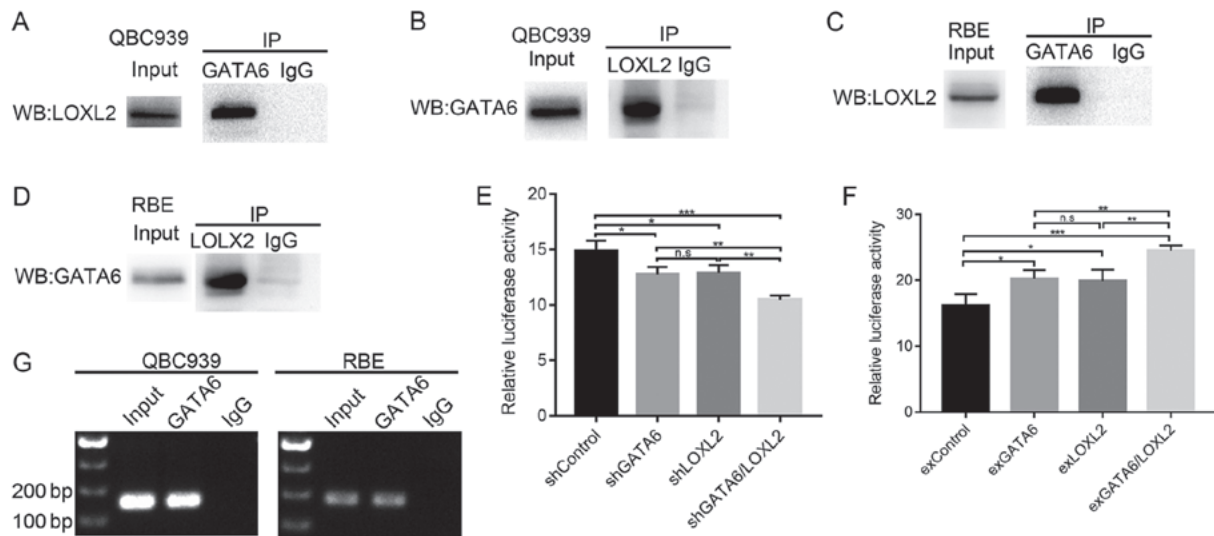 A
QBC939
Input
IP
GATA6 IgG
WB:LOXL2
B
QBC939
Input
IP
LOXL2 IgG
WB:GATA6
C
RBE
Input
IP
GATA6 IgG
WB:LOXL2
D
RBE
Input
IP
LOLX2 IgG
WB:GATA6
E
Relative luciferase activity
20
15
10
5
0
***
*
*
**
n.s
**
shControl
shGATA6
shLOXL2
shGATA6/LOXL2
F
Relative luciferase activity
30
20
10
0
**
n.s
**
***
*
*
exControl
exGATA6
exLOXL2
exGATA6/LOXL2
G
QBC939
Input
GATA6
IgG
RBE
Input
GATA6
IgG
200 bp
100 bp